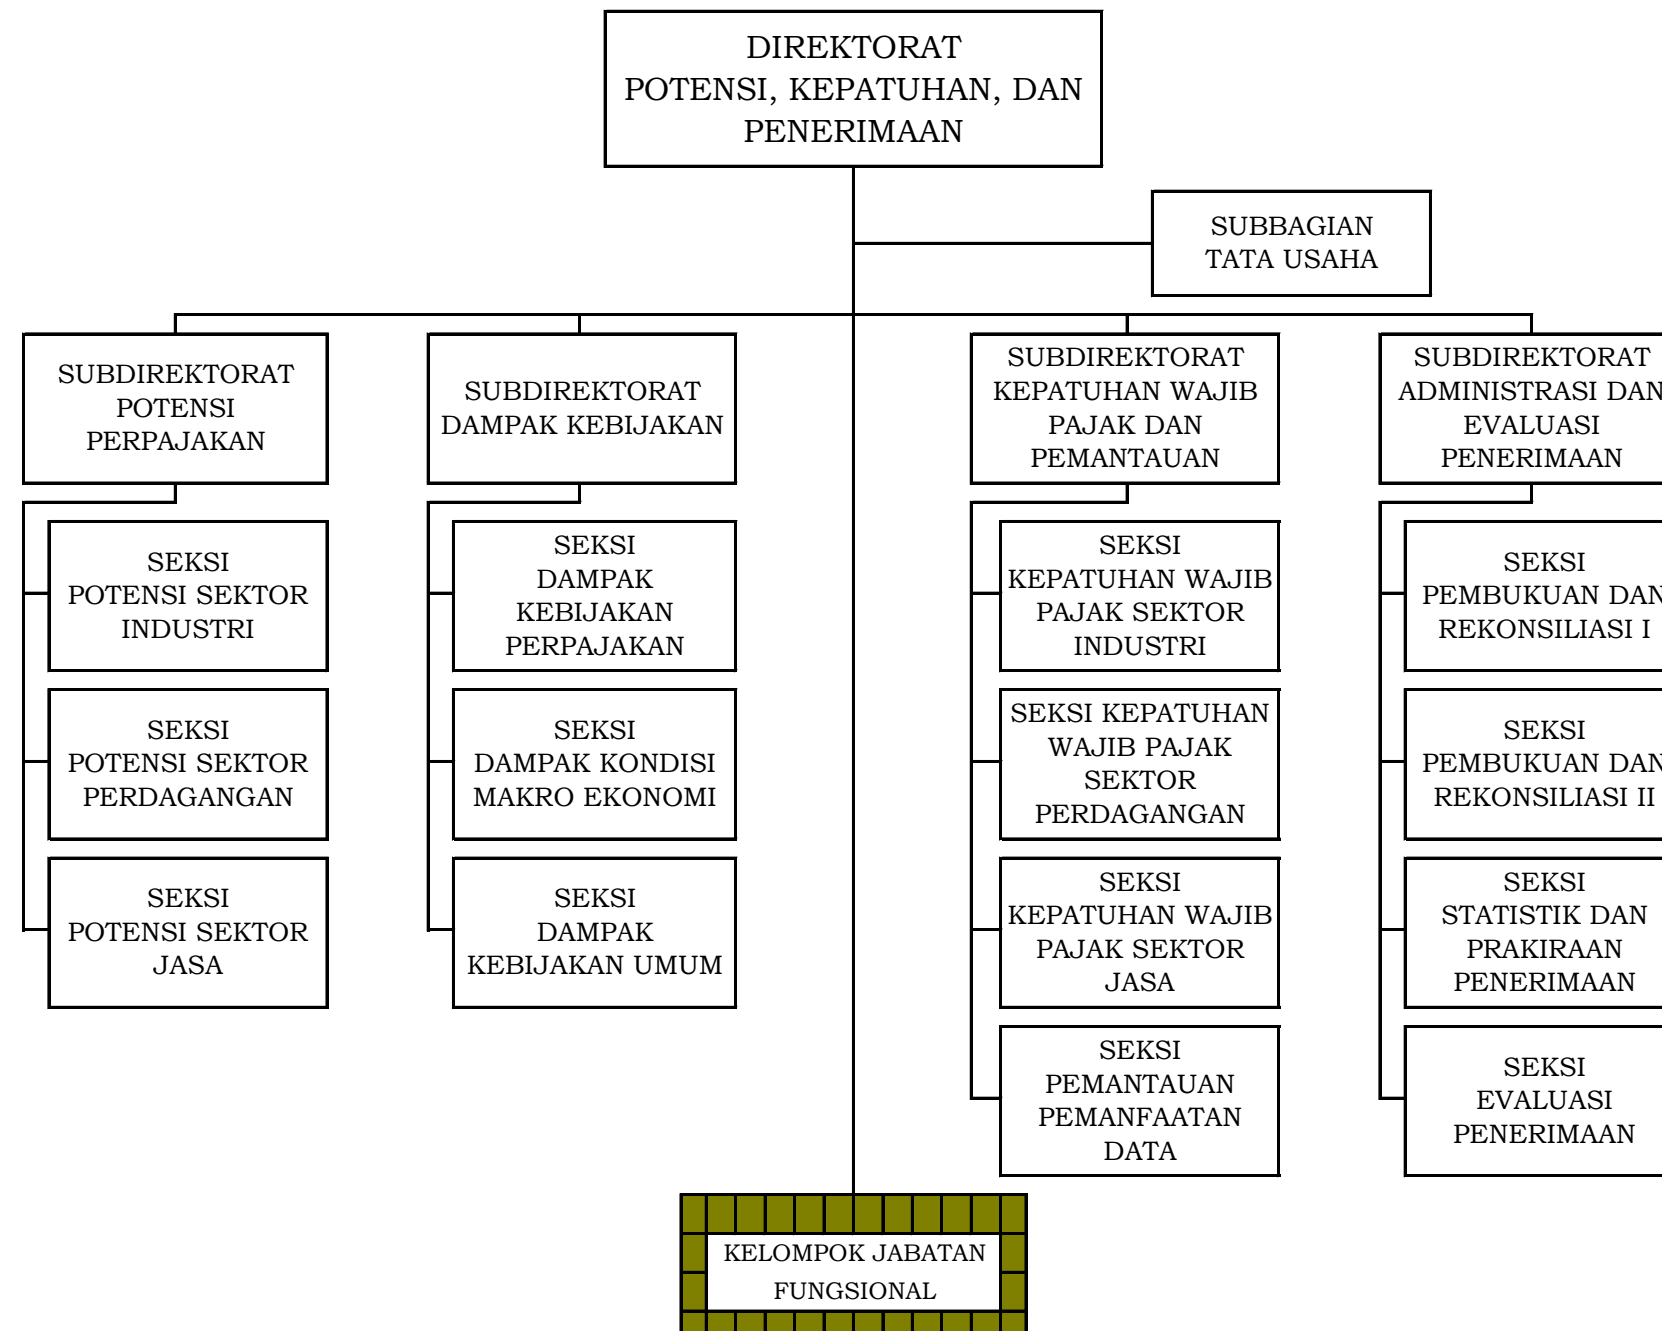 DIREKTORAT
POTENSI, KEPATUHAN, DAN
PENERIMAAN
SUBBAGIAN
TATA USAHA
SUBDIREKTORAT
POTENSI
PERPAJAKAN
SEKSI
POTENSI SEKTOR
INDUSTRI
SEKSI
POTENSI SEKTOR
PERDAGANGAN
SEKSI
POTENSI SEKTOR
JASA
SUBDIREKTORAT
DAMPAK KEBIJAKAN
SEKSI
DAMPAK
KEBIJAKAN
PERPAJAKAN
SEKSI
DAMPAK KONDISI
MAKRO EKONOMI
SEKSI
DAMPAK
KEBIJAKAN UMUM
SUBDIREKTORAT
KEPATUHAN WAJIB
PAJAK DAN
PEMANTAUAN
SEKSI
KEPATUHAN WAJIB
PAJAK SEKTOR
INDUSTRI
SEKSI KEPATUHAN
WAJIB PAJAK
SEKTOR
PERDAGANGAN
SEKSI
KEPATUHAN WAJIB
PAJAK SEKTOR
JASA
SEKSI
PEMANTAUAN
PEMANFAATAN
DATA
SUBDIREKTORAT
ADMINISTRASI DAN
EVALUASI
PENERIMAAN
SEKSI
PEMBUKUAN DAN
REKONSILIASI I
SEKSI
PEMBUKUAN DAN
REKONSILIASI II
SEKSI
STATISTIK DAN
PRAKIRAAN
PENERIMAAN
SEKSI
EVALUASI
PENERIMAAN
KELOMPOK JABATAN
FUNGSIONAL